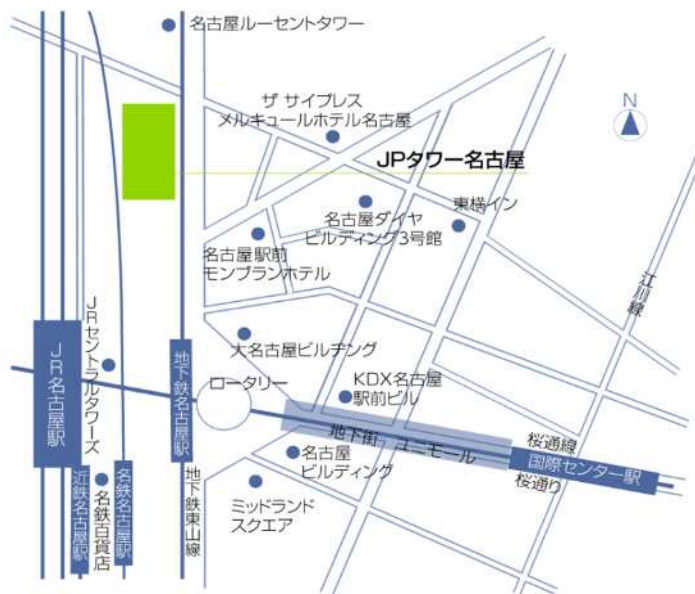 名古屋ルーセントタワー
ザ サイプレス
メルキュールホテル名古屋
N
JPタワー名古屋
東横イン
名古屋ダイヤ
ビルディング3号館
名古屋駅前
モンブランホテル
江川線
JRセントラルタワーズ
大名古屋ビルヂング
JR名古屋駅
地下鉄名古屋駅
ロータリー
KDX名古屋
駅前ビル
地下街 ユニモール
桜通線
国際センター駅
桜通り
名古屋
ビルディング
ミッドランド
スクエア
近鉄名古屋駅
名鉄百貨店
名鉄名古屋駅
地下鉄東山線